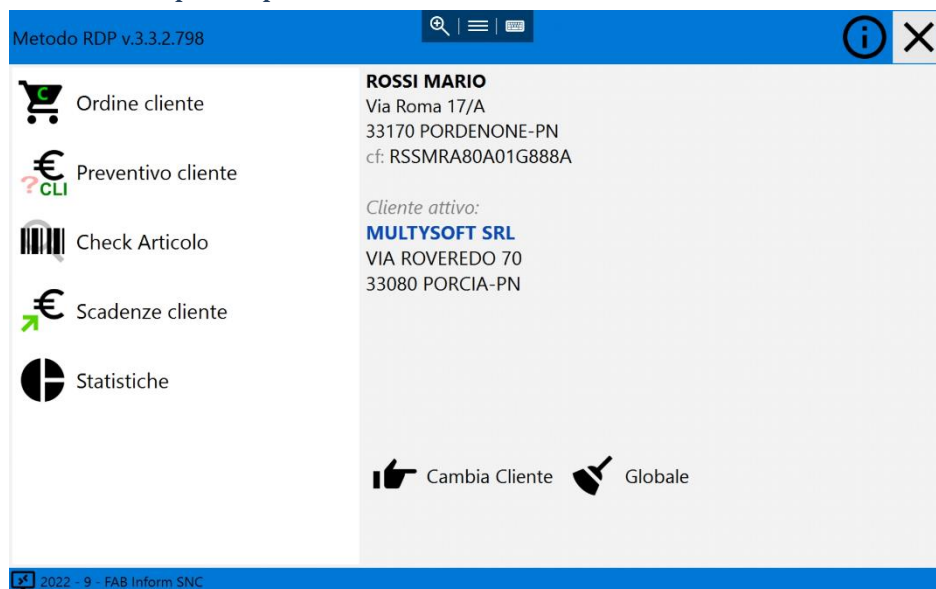 Metodo RDP v.3.3.2.798
C
Ordine cliente
€
?CLI
Preventivo cliente
Check Articolo
€
Scadenze cliente
Statistiche
ROSSI MARIO
Via Roma 17/A
33170 PORDENONE-PN
cf: RSSMRA80A01G888A
Cliente attivo:
MULTYSOFT SRL
VIA ROVEREDO 70
33080 PORCIA-PN
Cambia Cliente
Globale
2022 - 9 - FAB Inform SNC